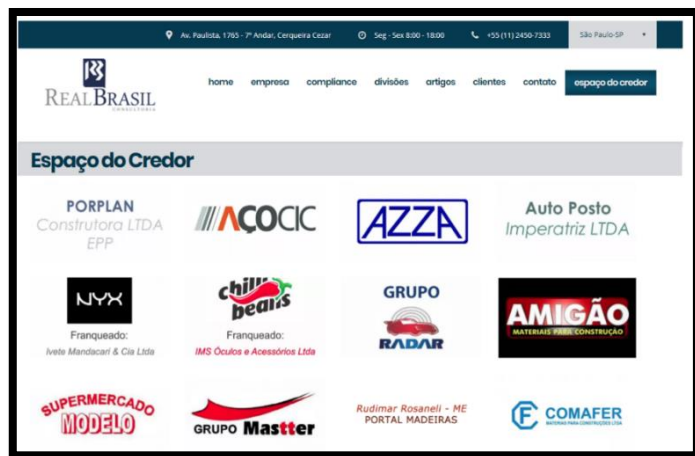 Av. Paulista, 1765 - 7º Andar, Cerqueira Cezar
Seg - Sex 8:00 - 18:00
+55 (11) 2450-7333
São Paulo-SP
REALBRASIL
CONSULTORIA
home empresa compliance divisões artigos clientes contato espaço do credor
Espaço do Credor
PORPLAN
Construtora LTDA
EPP
AÇOCIC
AZZA
Auto Posto
Imperatriz LTDA
NYX
Franqueado:
Ivete Mandacari & Cia Ltda
chilli
beans
Franqueado:
IMS Óculos e Acessórios Ltda
GRUPO
RADAR
AMIGÃO
MATERIAIS PARA CONSTRUÇÃO
SUPERMERCADO
MODELO
GRUPO Mastter
Rudimar Rosaneli - ME
PORTAL MADEIRAS
COMAFER
MATERIAIS PARA CONSTRUÇÕES LTDA